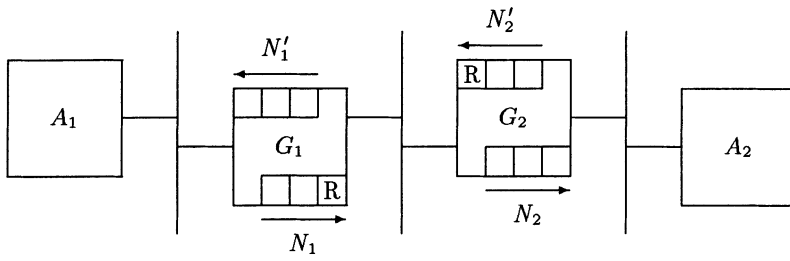 N₁′
N₂′
R
A₁
G₁
G₂
A₂
R
N₁
N₂